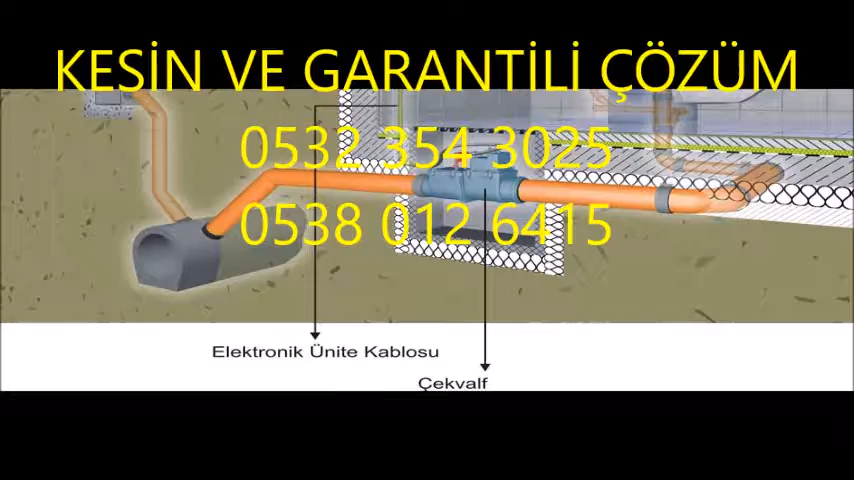 KESİN VE GARANTİLİ ÇÖZÜM
0532 354 3025
0538 012 6415
Elektronik Ünite Kablosu
Çekvalf